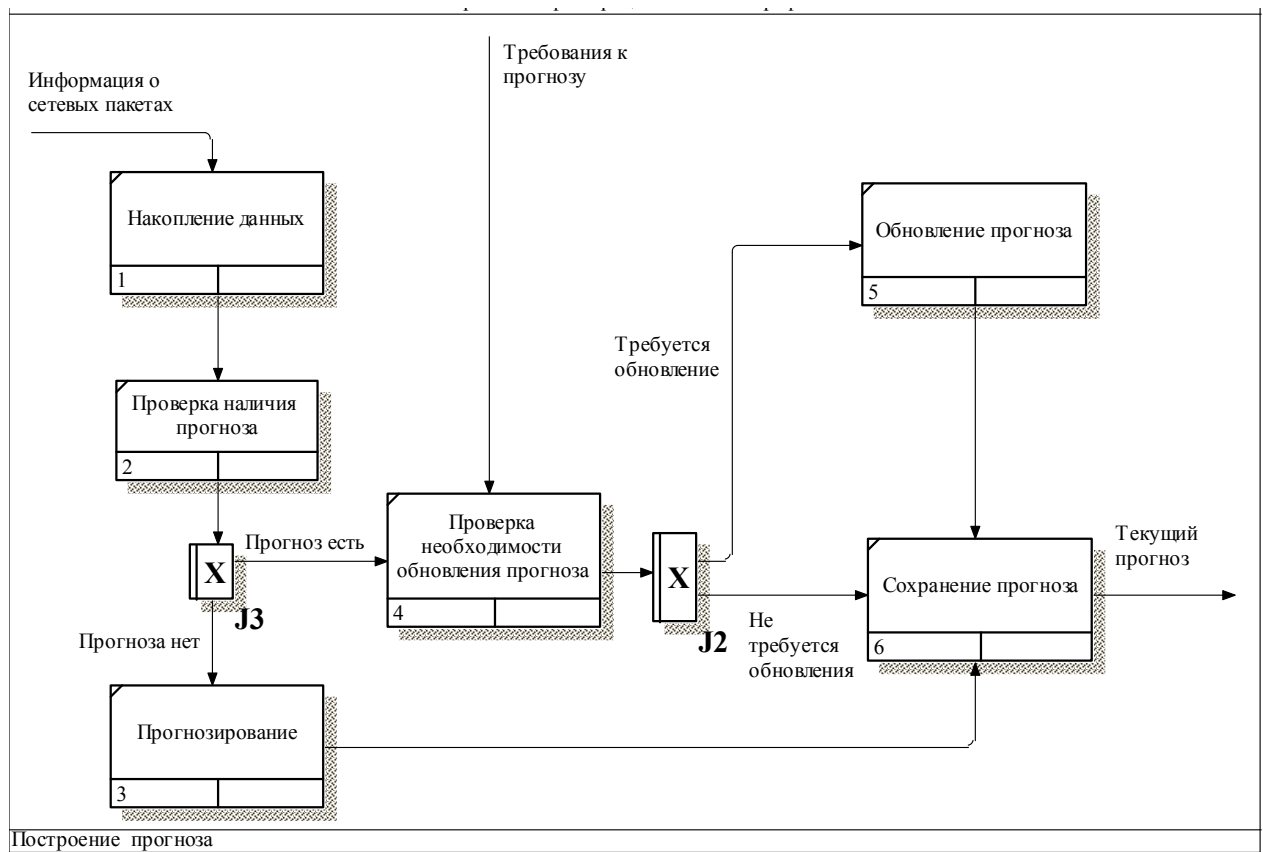 Требования к
прогнозу
Информация о
сетевых пакетах
Накопление данных
1
Обновление прогноза
5
Требуется
обновление
Проверка наличия
прогноза
2
Проверка
необходимости
обновления прогноза
4
Прогноз есть
X
J3
X
J2
Текущий
прогноз
Сохранение прогноза
6
Не
требуется
обновления
Прогноза нет
Прогнозирование
3
Построение прогноза